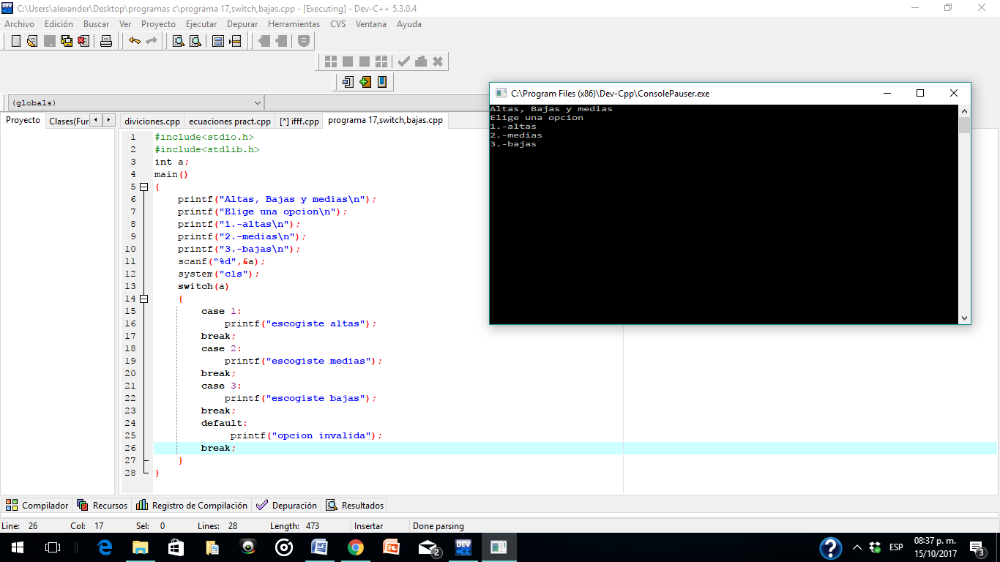 C:\Users\alexander\Desktop\programas c\programa 17,switch,bajas.cpp - [Executing] - Dev-C++ 5.3.0.4
Archivo Edición Buscar Ver Proyecto Ejecutar Depurar Herramientas CVS Ventana Ayuda
(globals)
Proyecto Clases(Fur
diviciones.cpp ecuaciones pract.cpp [*] ifff.cpp programa 17,switch,bajas.cpp
1 #include<stdio.h>
2 #include<stdlib.h>
3 int a;
4 main()
5 {
6 printf("Altas, Bajas y medias\n");
7 printf("Elige una opcion\n");
8 printf("1.-altas\n");
9 printf("2.-medias\n");
10 printf("3.-bajas\n");
11 scanf("%d",&a);
12 system("cls");
13 switch(a)
14 {
15 case 1:
16 printf("escogiste altas");
17 break;
18 case 2:
19 printf("escogiste medias");
20 break;
21 case 3:
22 printf("escogiste bajas");
23 break;
24 default:
25 printf("opcion invalida");
26 break;
27 }
28 }
C:\Program Files (x86)\Dev-Cpp\ConsolePauser.exe
Altas, Bajas y medias
Elige una opcion
1.-altas
2.-medias
3.-bajas
Compilador Recursos Registro de Compilación Depuración Resultados
Line: 26 Col: 17 Sel: 0 Lines: 28 Length: 473 Insertar Done parsing
2
DEV
ESP
08:37 p. m.
15/10/2017
3